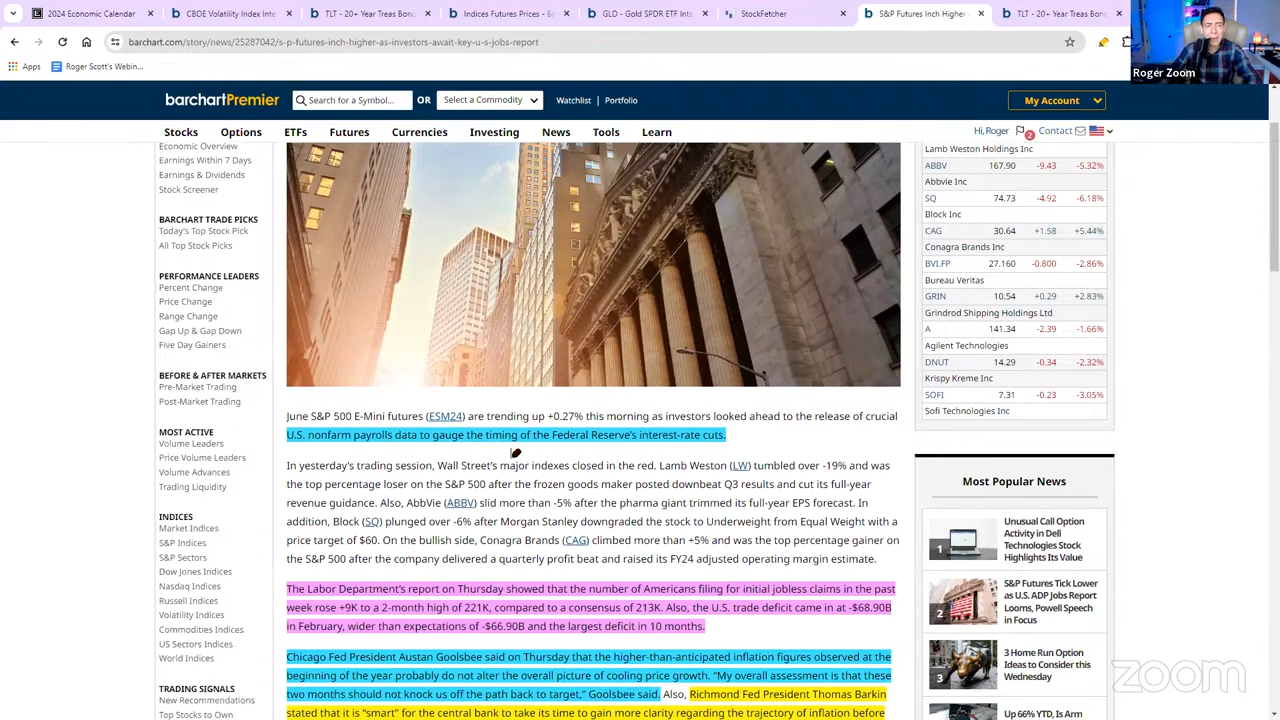 2024 Economic Calendar
CBOE Volatility Index Inte
TLT - 20+ Year Treas Bond
Indices Prices - Ba
GLD - Gold SPDR ETF Inte
StockFetcher
S&P Futures Inch Higher
TLT - 20+ Year Treas Bond
barchart.com/story/news/25287042/s-p-futures-inch-higher-as-investors-await-key-u-s-jobs-report
Apps
Roger Scott's Webin...
Roger Zoom
barchartPremier
Search for a Symbol...
OR
Select a Commodity
Watchlist | Portfolio
My Account
Stocks
Options
ETFs
Futures
Currencies
Investing
News
Tools
Learn
Hi, Roger
2
Contact
Economic Overview
Earnings Within 7 Days
Earnings & Dividends
Stock Screener
BARCHART TRADE PICKS
Today's Top Stock Pick
All Top Stock Picks
PERFORMANCE LEADERS
Percent Change
Price Change
Range Change
Gap Up & Gap Down
Five Day Gainers
BEFORE & AFTER MARKETS
Pre-Market Trading
Post-Market Trading
MOST ACTIVE
Volume Leaders
Price Volume Leaders
Volume Advances
Trading Liquidity
INDICES
Market Indices
S&P Indices
S&P Sectors
Dow Jones Indices
Nasdaq Indices
Russell Indices
Volatility Indices
Commodities Indices
US Sectors Indices
World Indices
TRADING SIGNALS
New Recommendations
Top Stocks to Own
June S&P 500 E-Mini futures (ESM24) are trending up +0.27% this morning as investors looked ahead to the release of crucial
U.S. nonfarm payrolls data to gauge the timing of the Federal Reserve's interest-rate cuts.
In yesterday's trading session, Wall Street's major indexes closed in the red. Lamb Weston (LW) tumbled over -19% and was
the top percentage loser on the S&P 500 after the frozen goods maker posted downbeat Q3 results and cut its full-year
revenue guidance. Also, AbbVie (ABBV) slid more than -5% after the pharma giant trimmed its full-year EPS forecast. In
addition, Block (SQ) plunged over -6% after Morgan Stanley downgraded the stock to Underweight from Equal Weight with a
price target of $60. On the bullish side, Conagra Brands (CAG) climbed more than +5% and was the top percentage gainer on
the S&P 500 after the company delivered a quarterly profit beat and raised its FY24 adjusted operating margin estimate.
The Labor Department's report on Thursday showed that the number of Americans filing for initial jobless claims in the past
week rose +9K to a 2-month high of 221K, compared to a consensus of 213K. Also, the U.S. trade deficit came in at -$68.90B
in February, wider than expectations of -$66.90B and the largest deficit in 10 months.
Chicago Fed President Austan Goolsbee said on Thursday that the higher-than-anticipated inflation figures observed at the
beginning of the year probably do not alter the overall picture of cooling price growth. "My overall assessment is that these
two months should not knock us off the path back to target," Goolsbee said. Also, Richmond Fed President Thomas Barkin
stated that it is "smart" for the central bank to take its time to gain more clarity regarding the trajectory of inflation before
Lamb Weston Holdings Inc
ABBV 167.90 -9.43 -5.32%
Abbvie Inc
SQ 74.73 -4.92 -6.18%
Block Inc
CAG 30.64 +1.58 +5.44%
Conagra Brands Inc
BVI.FP 27.160 -0.800 -2.86%
Bureau Veritas
GRIN 10.54 +0.29 +2.83%
Grindrod Shipping Holdings Ltd
A 141.34 -2.39 -1.66%
Agilent Technologies
DNUT 14.29 -0.34 -2.32%
Krispy Kreme Inc
SOFI 7.31 -0.23 -3.05%
Sofi Technologies Inc
Most Popular News
1
Unusual Call Option
Activity in Dell
Technologies Stock
Highlights Its Value
2
S&P Futures Tick Lower
as U.S. ADP Jobs Report
Looms, Powell Speech
in Focus
3
3 Home Run Option
Ideas to Consider this
Wednesday
Up 66% YTD, Is Arm
zoom